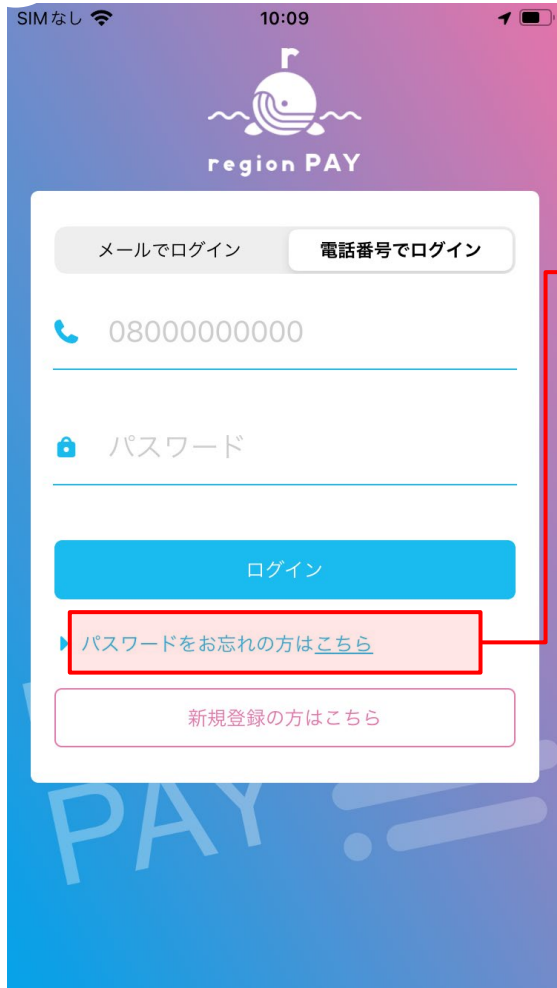 SIMなし 10:09
r
region PAY
メールでログイン 電話番号でログイン
08000000000
パスワード
ログイン
パスワードをお忘れの方はこちら
新規登録の方はこちら
PAY